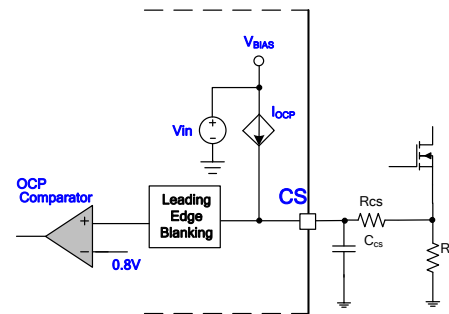 VBIAS
Vin
IOCP
OCP
Comparator
Leading
Edge
Blanking
CS
Rcs
Ccs
R
+
−
0.8V
+
−